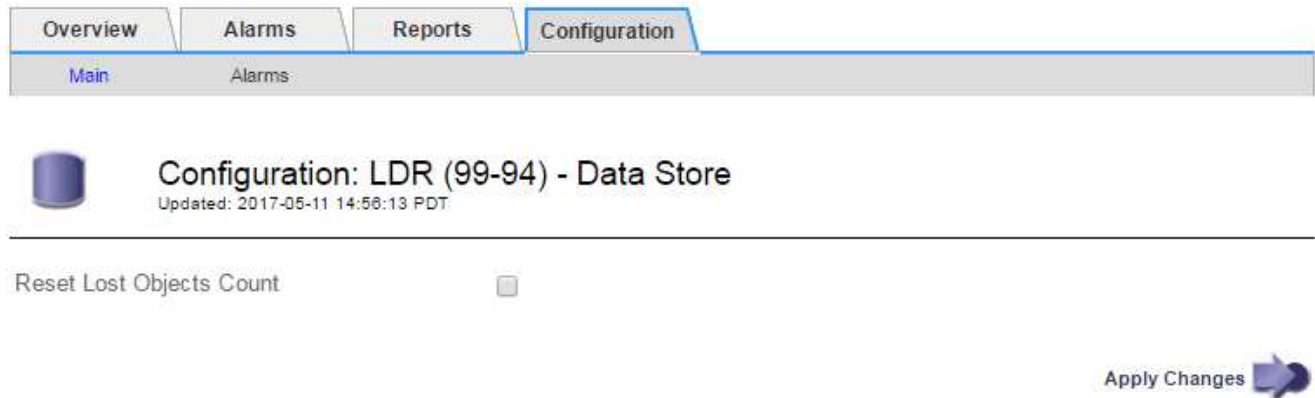 Overview Alarms Reports Configuration
Main Alarms
Configuration: LDR (99-94) - Data Store
Updated: 2017-05-11 14:56:13 PDT
Reset Lost Objects Count
Apply Changes